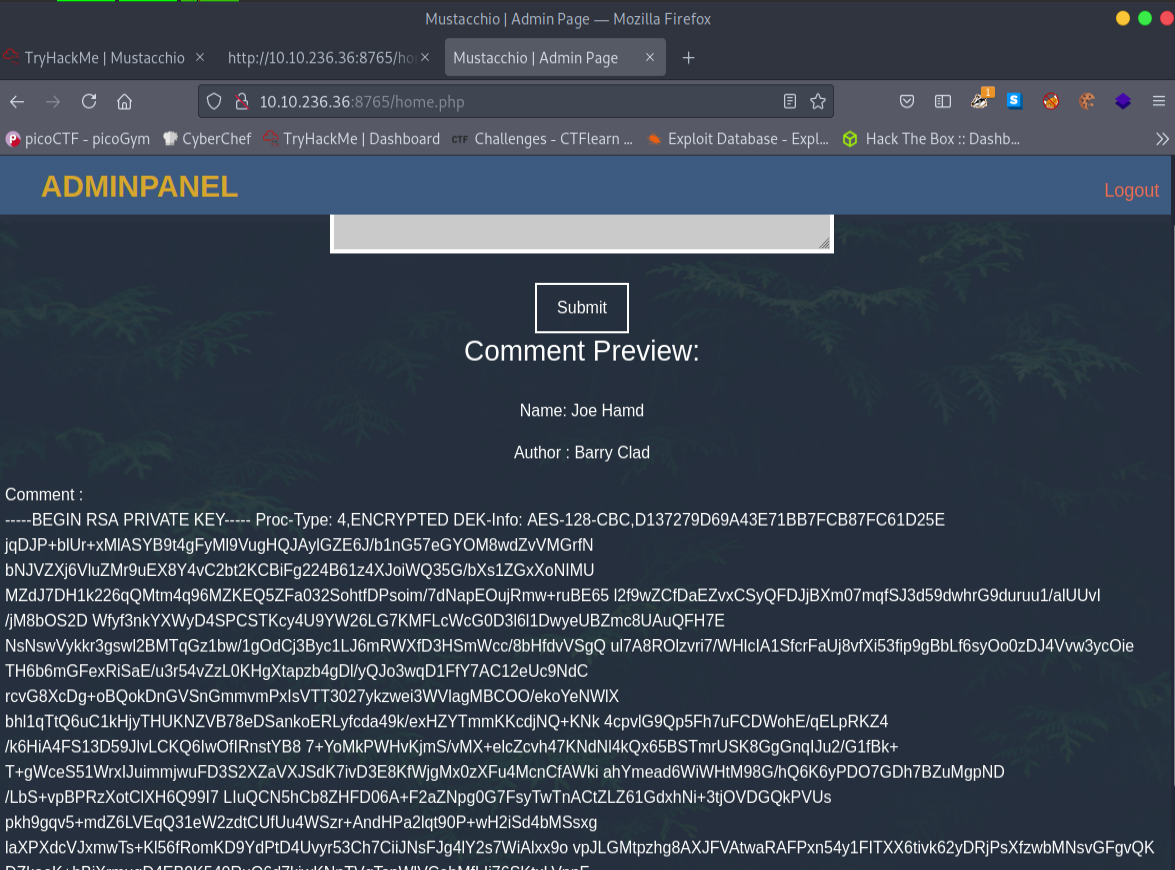 Mustacchio | Admin Page — Mozilla Firefox
TryHackMe | Mustacchio × http://10.10.236.36:8765/ho × Mustacchio | Admin Page × +
10.10.236.36:8765/home.php
1
S
picoCTF - picoGym CyberChef TryHackMe | Dashboard CTF Challenges - CTFlearn ... Exploit Database - Expl... Hack The Box :: Dashb...
ADMINPANEL
Logout
Submit
Comment Preview:
Name: Joe Hamd
Author : Barry Clad
Comment :
-----BEGIN RSA PRIVATE KEY----- Proc-Type: 4,ENCRYPTED DEK-Info: AES-128-CBC,D137279D69A43E71BB7FCB87FC61D25E
jqDJP+blUr+xMlASYB9t4gFyMl9VugHQJAylGZE6J/b1nG57eGYOM8wdZvVMGrfN
bNJVZXj6VluZMr9uEX8Y4vC2bt2KCBiFg224B61z4XJoiWQ35G/bXs1ZGxXoNIMU
MZdJ7DH1k226qQMtm4q96MZKEQ5ZFa032SohtfDPsoim/7dNapEOujRmw+ruBE65 l2f9wZCfDaEZvxCSyQFDJjBXm07mqfSJ3d59dwhrG9duruu1/alUUvI
/jM8bOS2D Wfyf3nkYXWyD4SPCSTKcy4U9YW26LG7KMFLcWcG0D3l6l1DwyeUBZmc8UAuQFH7E
NsNswVykkr3gswl2BMTqGz1bw/1gOdCj3Byc1LJ6mRWXfD3HSmWcc/8bHfdvVSgQ ul7A8ROlzvri7/WHlcIA1SfcrFaUj8vfXi53fip9gBbLf6syOo0zDJ4Vvw3ycOie
TH6b6mGFexRiSaE/u3r54vZzL0KHgXtapzb4gDl/yQJo3wqD1FfY7AC12eUc9NdC
rcvG8XcDg+oBQokDnGVSnGmmvmPxIsVTT3027ykzwei3WVlagMBCOO/ekoYeNWlX
bhl1qTtQ6uC1kHjyTHUKNZVB78eDSankoERLyfcda49k/exHZYTmmKKcdjNQ+KNk 4cpvlG9Qp5Fh7uFCDWohE/qELpRKZ4
/k6HiA4FS13D59JlvLCKQ6IwOfIRnstYB8 7+YoMkPWHvKjmS/vMX+elcZcvh47KNdNl4kQx65BSTmrUSK8GgGnqIJu2/G1fBk+
T+gWceS51WrxIJuimmjwuFD3S2XZaVXJSdK7ivD3E8KfWjgMx0zXFu4McnCfAWki ahYmead6WiWHtM98G/hQ6K6yPDO7GDh7BZuMgpND
/LbS+vpBPRzXotClXH6Q99I7 LIuQCN5hCb8ZHFD06A+F2aZNpg0G7FsyTwTnACtZLZ61GdxhNi+3tjOVDGQkPVUs
pkh9gqv5+mdZ6LVEqQ31eW2zdtCUfUu4WSzr+AndHPa2lqt90P+wH2iSd4bMSsxg
laXPXdcVJxmwTs+Kl56fRomKD9YdPtD4Uvyr53Ch7CiiJNsFJg4lY2s7WiAlxx9o vpJLGMtpzhg8AXJFVAtwaRAFPxn54y1FITXX6tivk62yDRjPsXfzwbMNsvGFgvQK